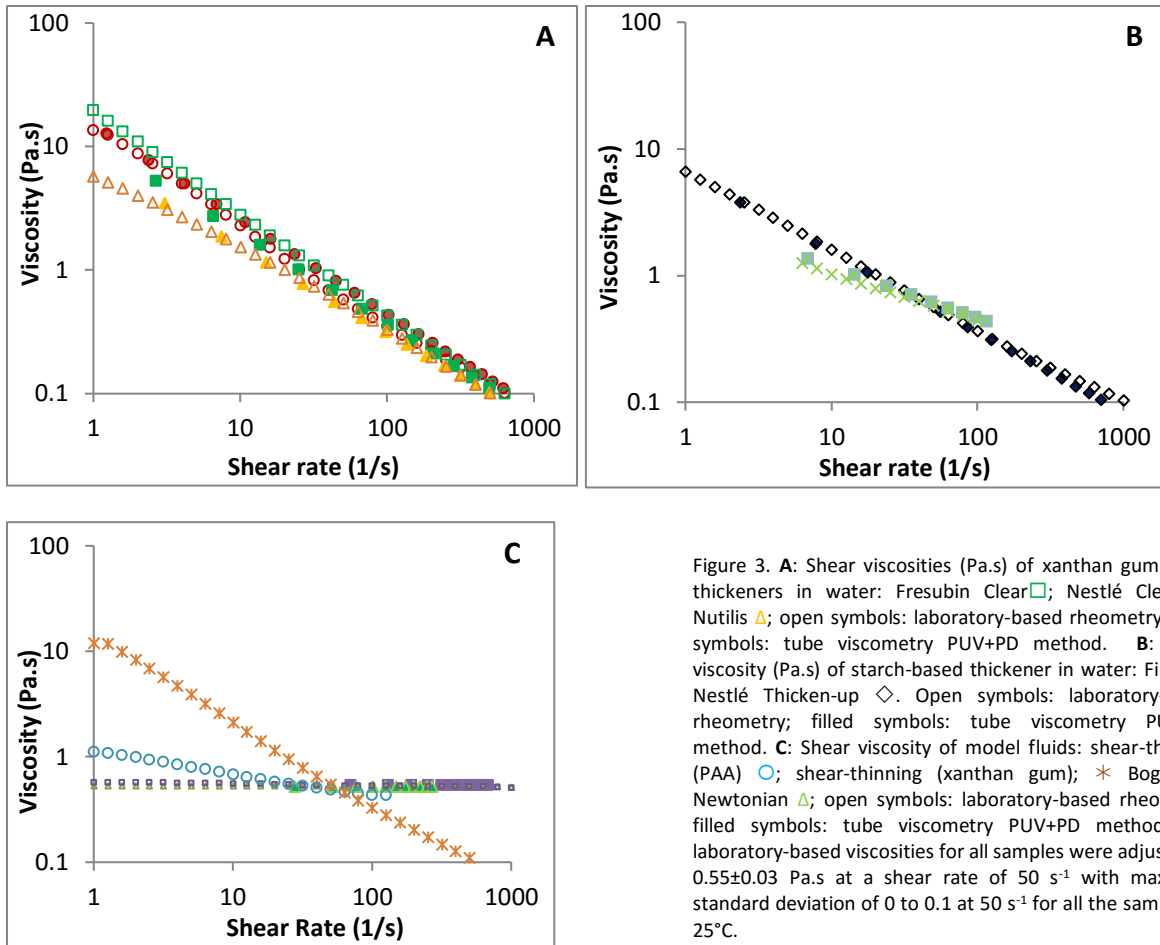 A
100
10
1
0.1
Viscosity (Pa.s)
1 10 100 1000
Shear rate (1/s)
B
100
10
1
0.1
Viscosity (Pa.s)
1 10 100 1000
Shear rate (1/s)
C
100
10
1
0.1
Viscosity (Pa.s)
1 10 100 1000
Shear Rate (1/s)
Figure 3. A: Shear viscosities (Pa.s) of xanthan gum
thickeners in water: Fresubin Clear □; Nestlé Cle
Nutilis Δ; open symbols: laboratory-based rheometry
symbols: tube viscometry PUV+PD method. B:
viscosity (Pa.s) of starch-based thickener in water: Fi
Nestlé Thicken-up ◇. Open symbols: laboratory-
rheometry; filled symbols: tube viscometry PU
method. C: Shear viscosity of model fluids: shear-th
(PAA) ○; shear-thinning (xanthan gum); ✳ Bog
Newtonian Δ; open symbols: laboratory-based rheo
filled symbols: tube viscometry PUV+PD method
laboratory-based viscosities for all samples were adjus
0.55±0.03 Pa.s at a shear rate of 50 s⁻¹ with max
standard deviation of 0 to 0.1 at 50 s⁻¹ for all the sam
25°C.